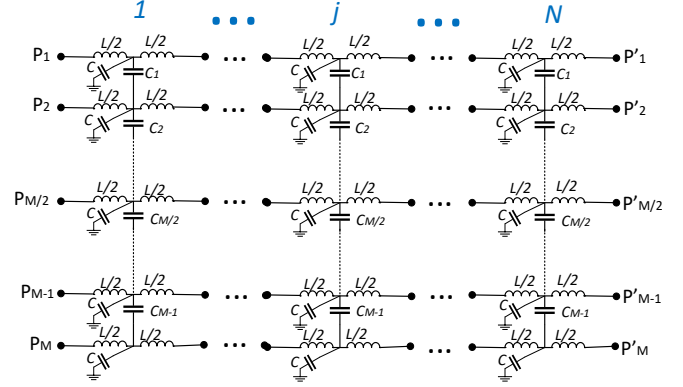 1 ... j ... N
L/2 L/2 ... L/2 L/2 ... L/2 L/2
P1 C C1 C C1 C C1 P'1
L/2 L/2 L/2 L/2 L/2 L/2
P2 C C2 ... C C2 ... C C2 P'2
L/2 L/2 L/2 L/2 L/2 L/2
PM/2 C CM/2 ... C CM/2 ... C CM/2 P'M/2
L/2 L/2 L/2 L/2 L/2 L/2
PM-1 C CM-1 ... C CM-1 ... C CM-1 P'M-1
L/2 L/2 L/2 L/2 L/2 L/2
PM C ... C ... C P'M